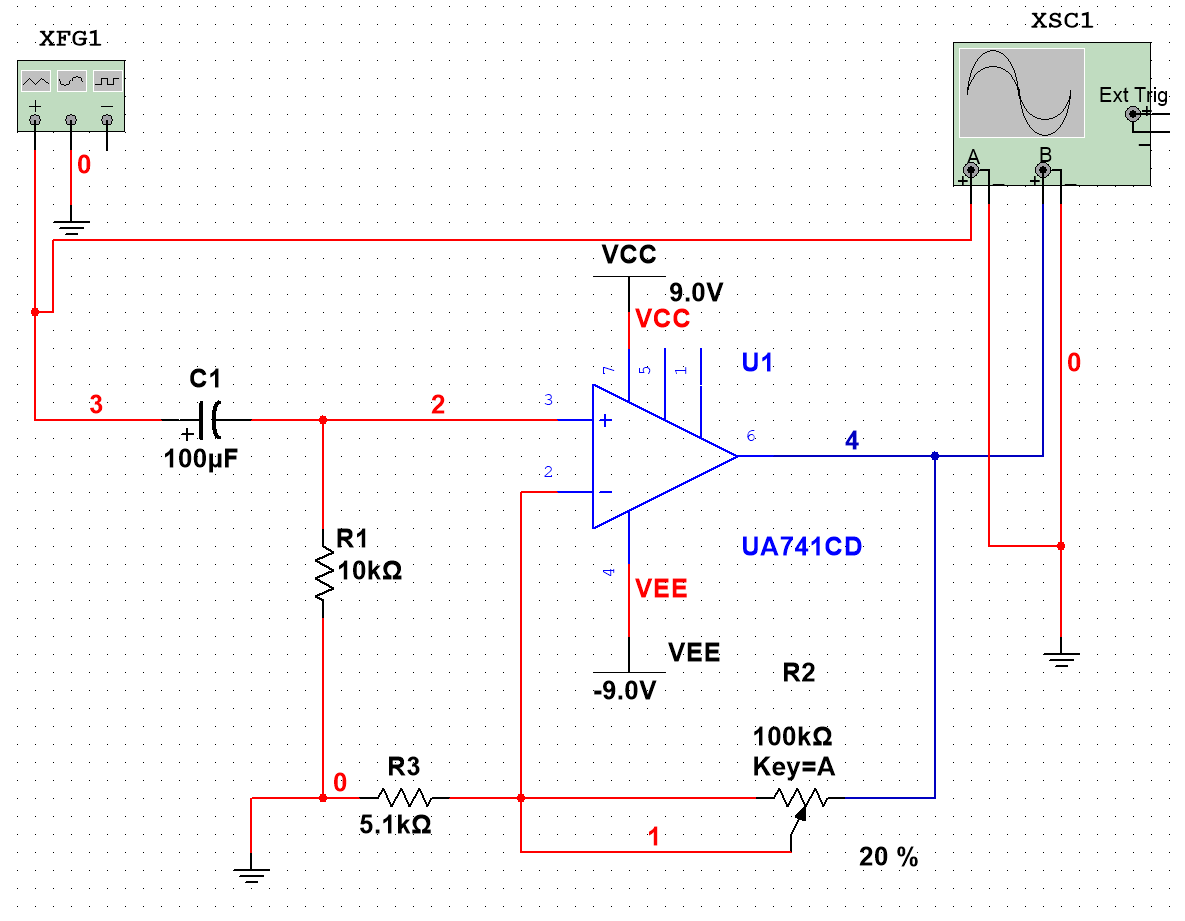 XSC1
XFG1
Ext Trig
+
−
+
−
A
B
+
−
+
−
0
VCC
9.0V
VCC
0
U1
7
5
1
C1
3
2
3
+
+
100µF
6
4
2
−
R1
10kΩ
UA741CD
4
VEE
VEE
-9.0V
R2
100kΩ
Key=A
R3
0
5.1kΩ
1
20 %